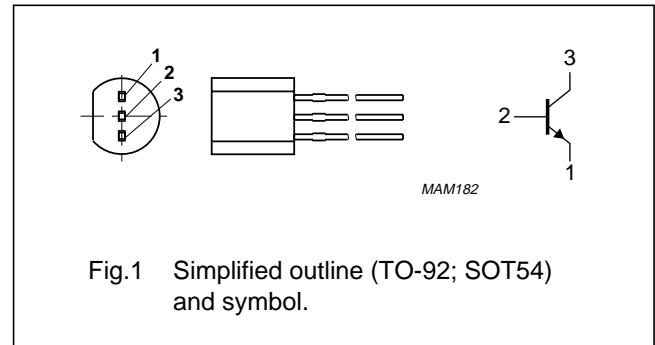 1
2
3
3
2
1
MAM182
Fig.1 Simplified outline (TO-92; SOT54)
and symbol.